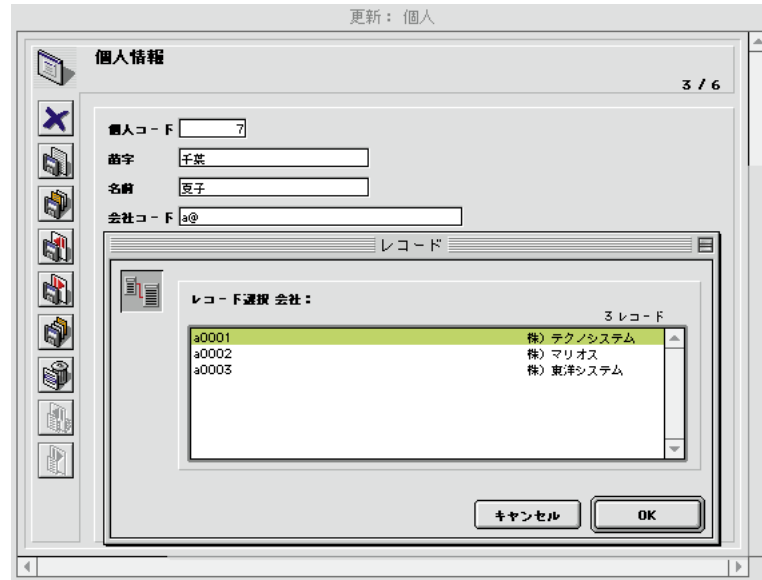 更新： 個人
個人情報
3 / 6
個人コード 7
苗字 千葉
名前 夏子
会社コード a@
レコード
レコード選択 会社：
3 レコード
a0001 株）テクノシステム
a0002 株）マリオス
a0003 株）東洋システム
キャンセル OK